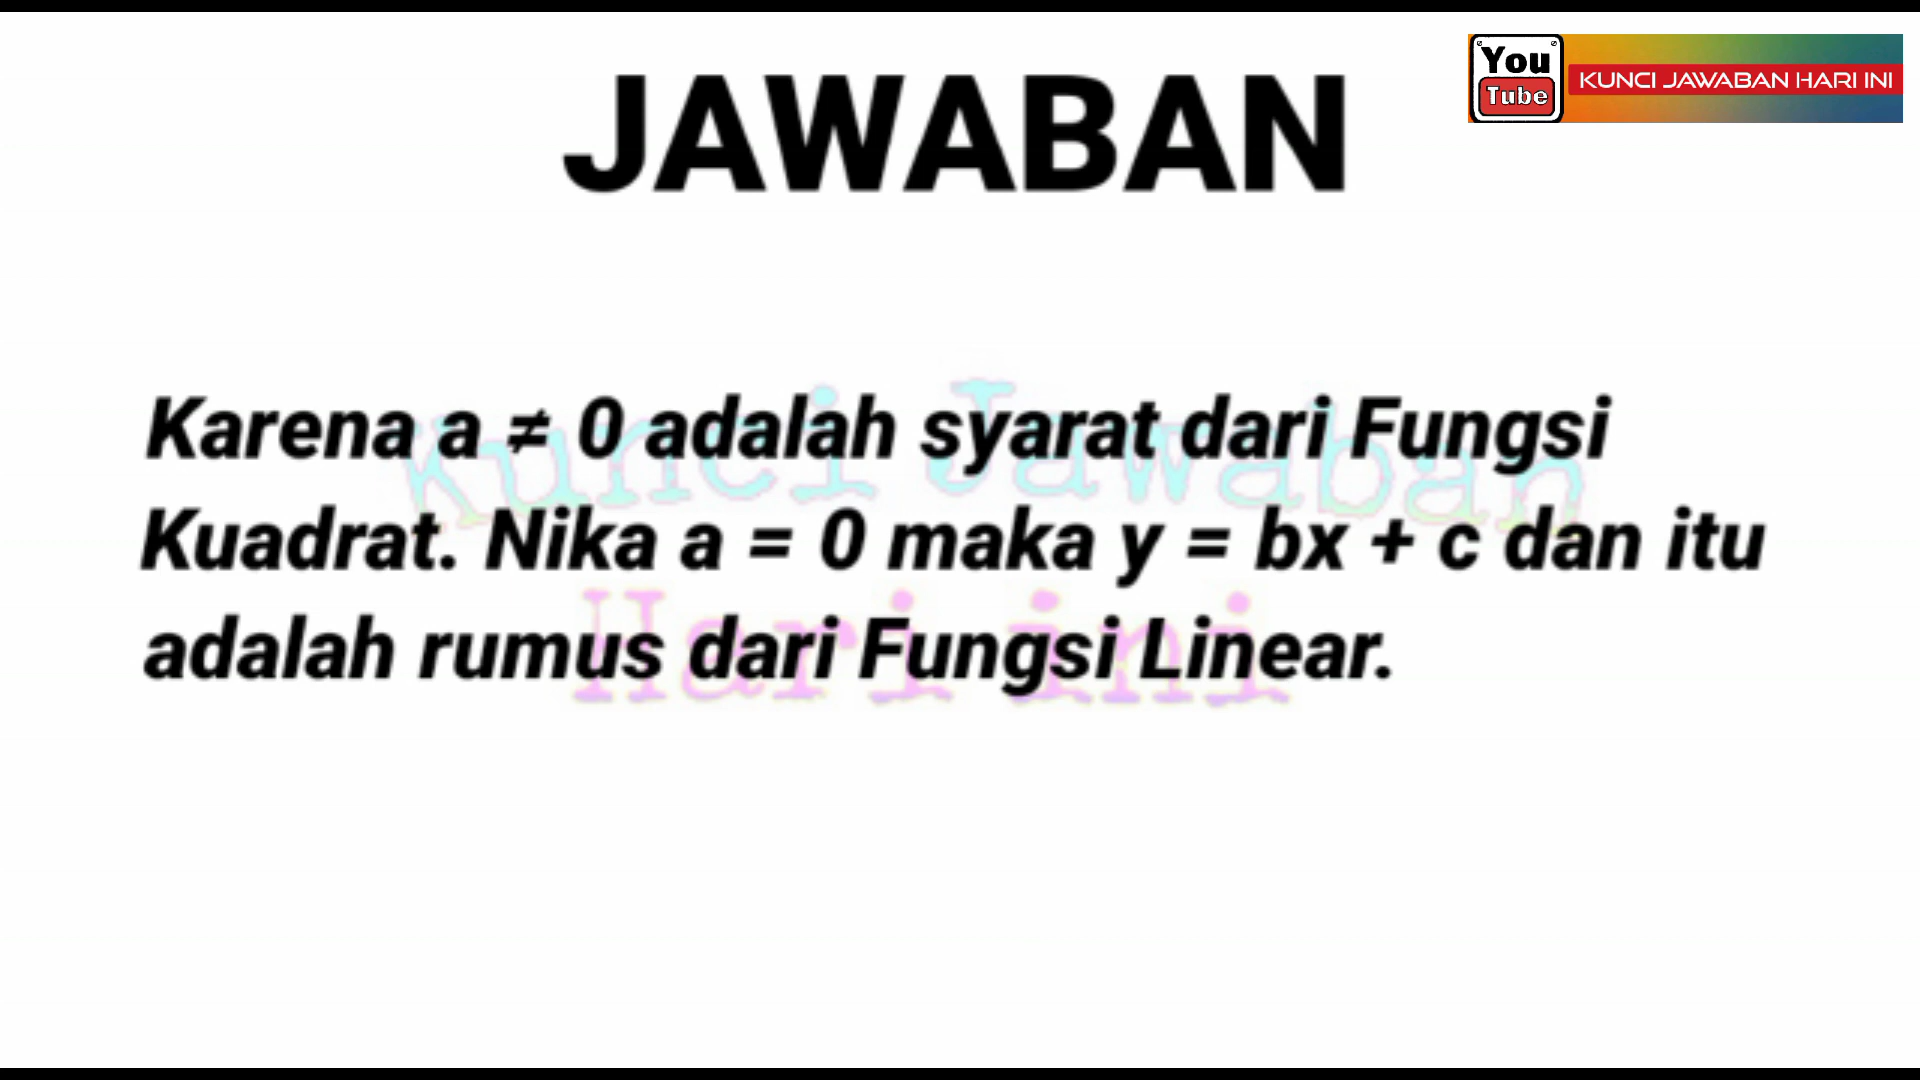 You
Tube
KUNCI JAWABAN HARI INI
JAWABAN
Karena a ≠ 0 adalah syarat dari Fungsi
Kuadrat. Nika a = 0 maka y = bx + c dan itu
adalah rumus dari Fungsi Linear.
Kunci Jawaban
Hari ini